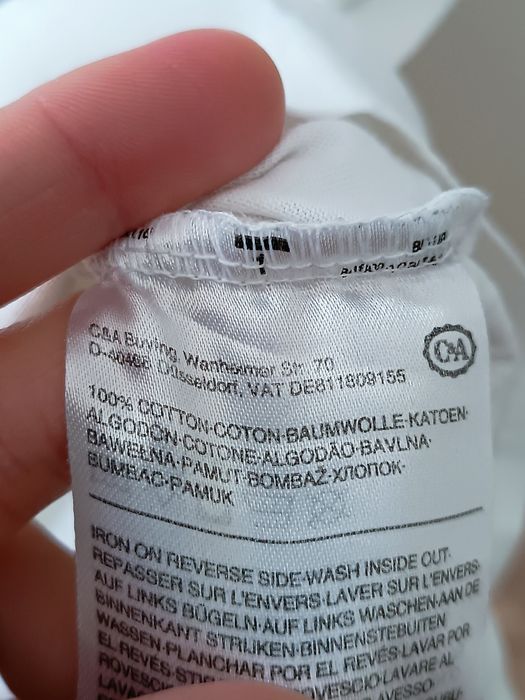 C&A Buying Wanheimer Str. 70
D-40468 Düsseldorf, VAT DE811809155
C&A
100% COTTON·COTON·BAUMWOLLE·KATOEN·
ALGODÓN·COTONE·ALGODÃO·BAVLNA·
BAWEŁNA·PAMUT·BOMBAŽ·ХЛОПОК·
BUMBAC·PAMUK
IRON ON REVERSE SIDE·WASH INSIDE OUT·
REPASSER SUR L'ENVERS·LAVER SUR L'ENVERS·
AUF LINKS BÜGELN·AUF LINKS WASCHEN·AAN DE
BINNENKANT STRIJKEN·BINNENSTEBUITEN
WASSEN·PLANCHAR POR EL REVÉS·LAVAR POR
EL REVÉS·
LAVARE AL